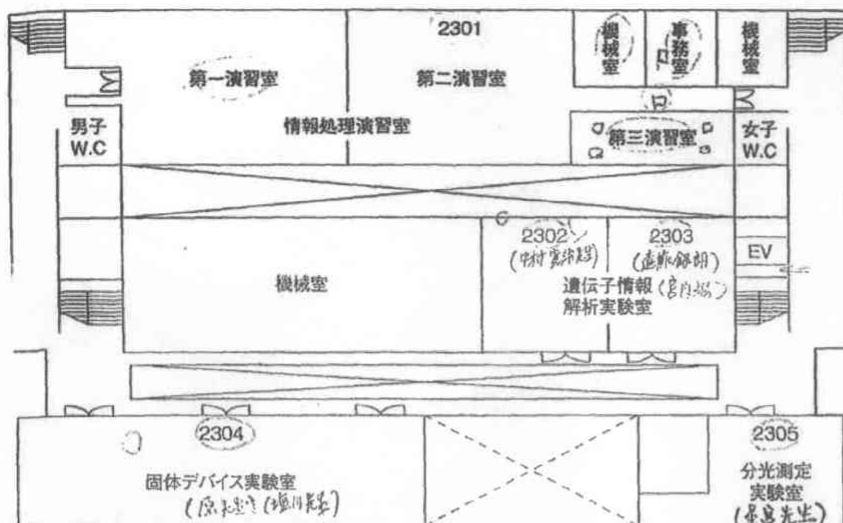 2301
機械室
事務室
機械室
第一演習室
第二演習室
情報処理演習室
第三演習室
男子
W.C
女子
W.C
2302
2303
EV
機械室
遺伝子情報
解析実験室
2304
2305
固体デバイス実験室
分光測定
実験室